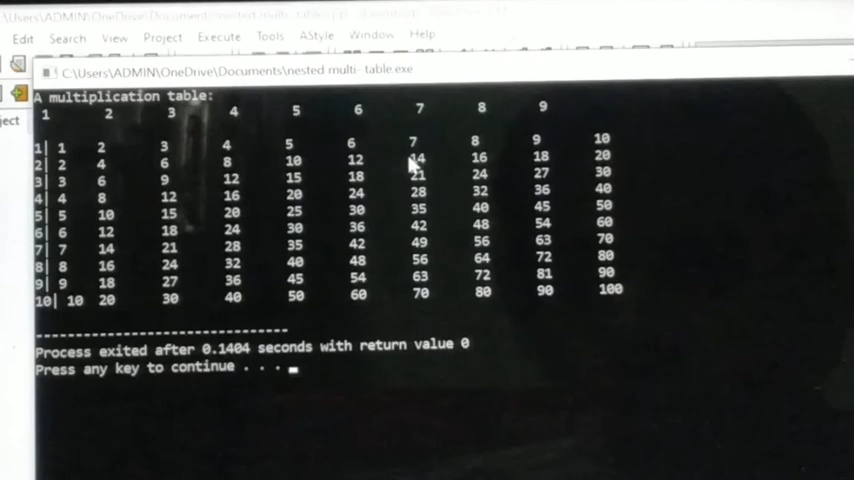 Edit Search View Project Execute Tools AStyle Window Help
C:\Users\ADMIN\OneDrive\Documents\nested multi- table.exe
ject
A multiplication table:
1 2 3 4 5 6 7 8 9
1| 1 2 3 4 5 6 7 8 9 10
2| 2 4 6 8 10 12 14 16 18 20
3| 3 6 9 12 15 18 21 24 27 30
4| 4 8 12 16 20 24 28 32 36 40
5| 5 10 15 20 25 30 35 40 45 50
6| 6 12 18 24 30 36 42 48 54 60
7| 7 14 21 28 35 42 49 56 63 70
8| 8 16 24 32 40 48 56 64 72 80
9| 9 18 27 36 45 54 63 72 81 90
10| 10 20 30 40 50 60 70 80 90 100
--------------------------------
Process exited after 0.1404 seconds with return value 0
Press any key to continue . . .